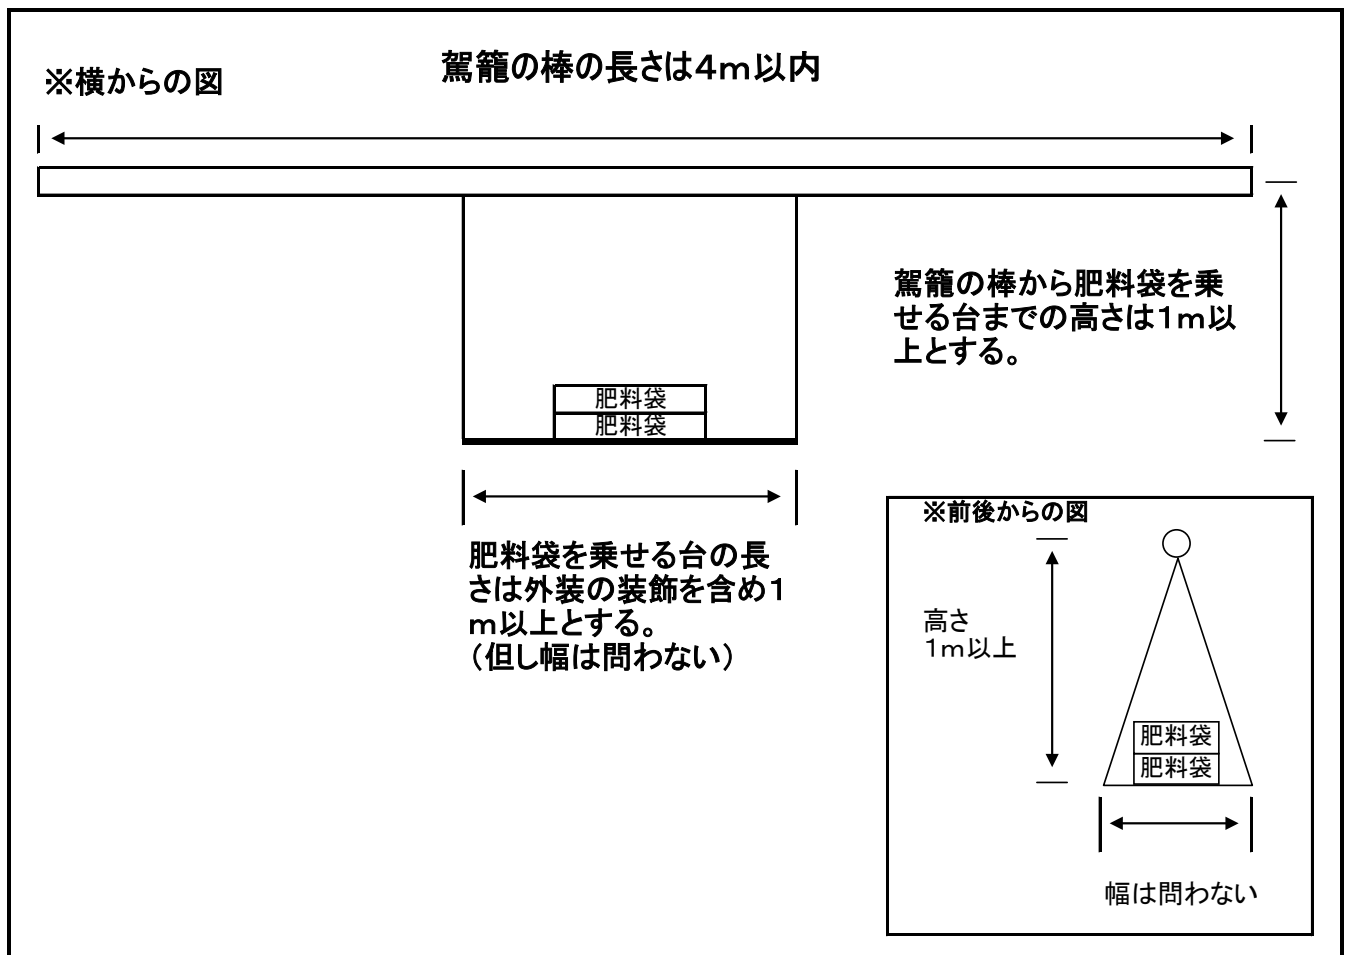 ※横からの図
駕籠の棒の長さは4ｍ以内
駕籠の棒から肥料袋を乗
せる台までの高さは1ｍ以
上とする。
肥料袋
肥料袋
肥料袋を乗せる台の長
さは外装の装飾を含め1
ｍ以上とする。
（但し幅は問わない）
※前後からの図
高さ
1ｍ以上
肥料袋
肥料袋
幅は問わない